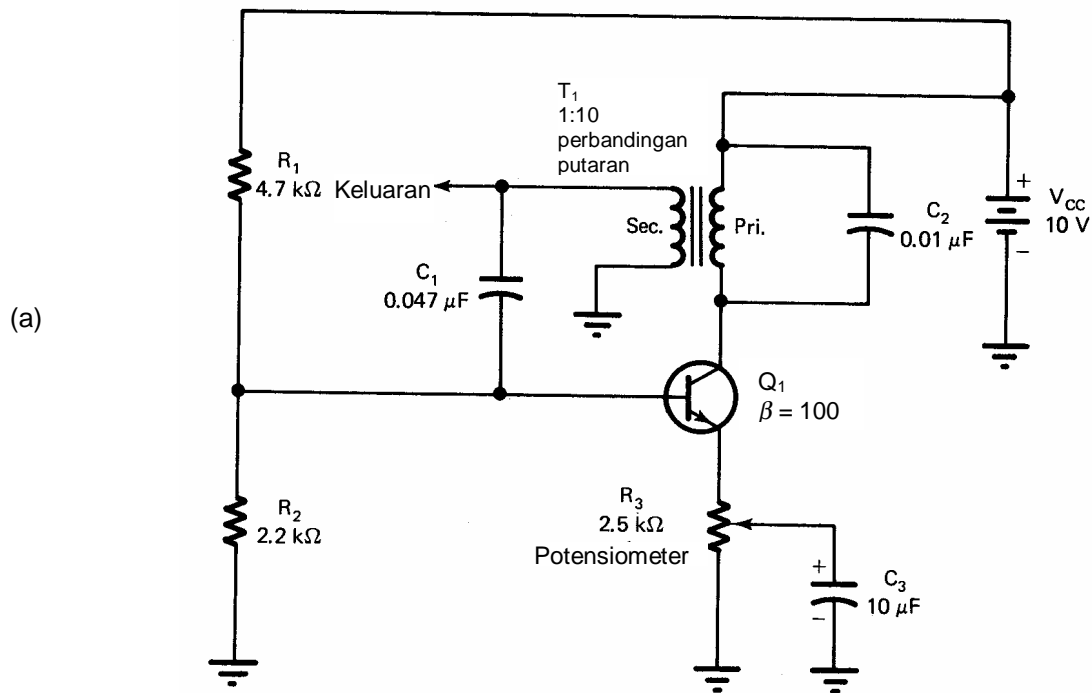 T₁
1:10
perbandingan
putaran
R₁
4.7 kΩ
Keluaran
Sec.
Pri.
C₂
0.01 μF
+
V_CC
10 V
−
C₁
0.047 μF
(a)
Q₁
β = 100
R₂
2.2 kΩ
R₃
2.5 kΩ
Potensiometer
+
C₃
10 μF
−